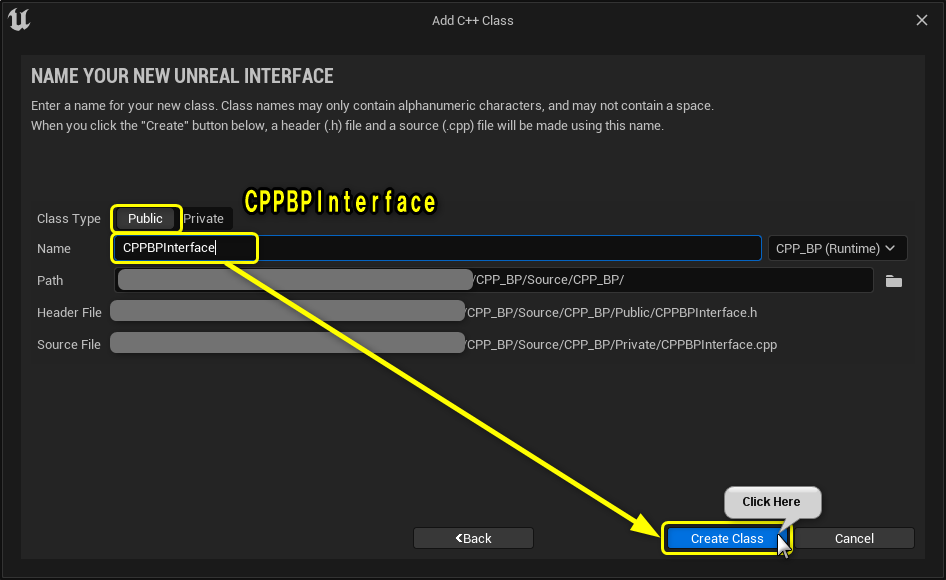 Add C++ Class
NAME YOUR NEW UNREAL INTERFACE
Enter a name for your new class. Class names may only contain alphanumeric characters, and may not contain a space.
When you click the "Create" button below, a header (.h) file and a source (.cpp) file will be made using this name.
CPPBPInterface
Class Type Public Private
Name CPPBPInterface CPP_BP (Runtime)
Path /CPP_BP/Source/CPP_BP/
Header File /CPP_BP/Source/CPP_BP/Public/CPPBPInterface.h
Source File /CPP_BP/Source/CPP_BP/Private/CPPBPInterface.cpp
Click Here
Back Create Class Cancel